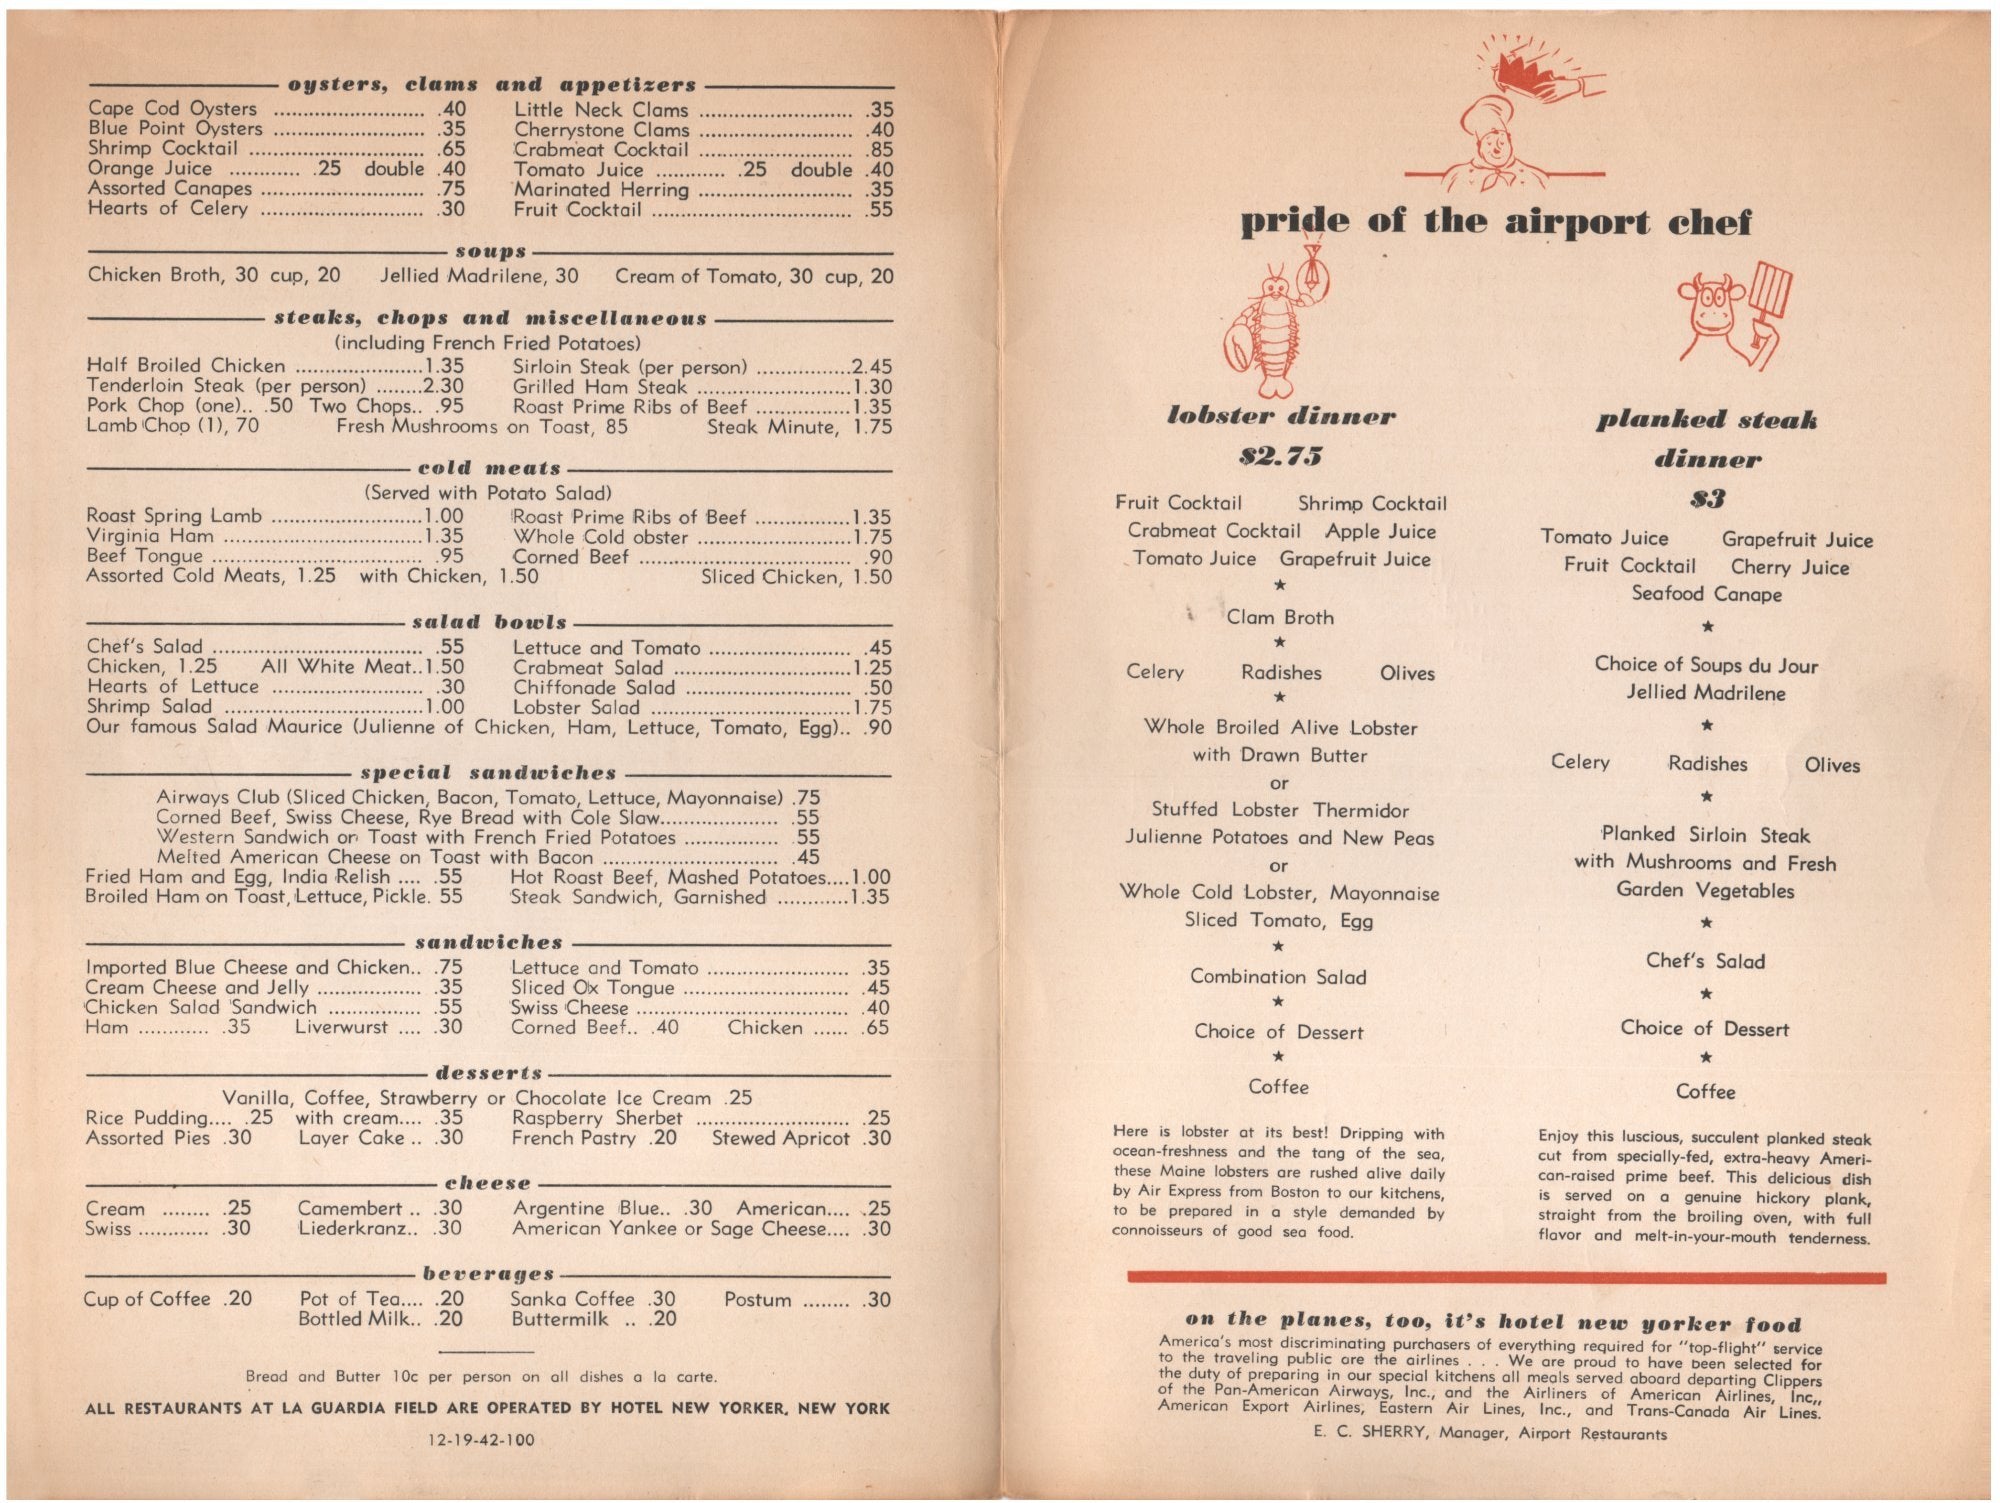 oysters, clams and appetizers
Cape Cod Oysters .......................... .40 Little Neck Clams .......................... .35
Blue Point Oysters .......................... .35 Cherrystone Clams .......................... .40
Shrimp Cocktail .............................. .65 Crabmeat Cocktail .......................... .85
Orange Juice ............ .25 double .40 Tomato Juice ............ .25 double .40
Assorted Canapes ............................ .75 Marinated Herring .......................... .35
Hearts of Celery ............................ .30 Fruit Cocktail .................................. .55
soups
Chicken Broth, 30 cup, 20 Jellied Madrilene, 30 Cream of Tomato, 30 cup, 20
steaks, chops and miscellaneous
(including French Fried Potatoes)
Half Broiled Chicken ......................1.35 Sirloin Steak (per person) ................2.45
Tenderloin Steak (per person) ........2.30 Grilled Ham Steak ..........................1.30
Pork Chop (one).. .50 Two Chops.. .95 Roast Prime Ribs of Beef ................1.35
Lamb Chop (1), 70 Fresh Mushrooms on Toast, 85 Steak Minute, 1.75
cold meats
(Served with Potato Salad)
Roast Spring Lamb ..........................1.00 Roast Prime Ribs of Beef ................1.35
Virginia Ham ..................................1.35 Whole Cold obster ..........................1.75
Beef Tongue .................................... .95 Corned Beef .................................... .90
Assorted Cold Meats, 1.25 with Chicken, 1.50 Sliced Chicken, 1.50
salad bowls
Chef's Salad .................................... .55 Lettuce and Tomato ........................ .45
Chicken, 1.25 All White Meat..1.50 Crabmeat Salad ..............................1.25
Hearts of Lettuce .......................... .30 Chiffonade Salad ............................ .50
Shrimp Salad ..................................1.00 Lobster Salad ..................................1.75
Our famous Salad Maurice (Julienne of Chicken, Ham, Lettuce, Tomato, Egg).. .90
special sandwiches
Airways Club (Sliced Chicken, Bacon, Tomato, Lettuce, Mayonnaise) .75
Corned Beef, Swiss Cheese, Rye Bread with Cole Slaw.................... .55
Western Sandwich on Toast with French Fried Potatoes ................ .55
Melted American Cheese on Toast with Bacon .............................. .45
Fried Ham and Egg, India Relish .... .55 Hot Roast Beef, Mashed Potatoes....1.00
Broiled Ham on Toast, Lettuce, Pickle. 55 Steak Sandwich, Garnished ............1.35
sandwiches
Imported Blue Cheese and Chicken.. .75 Lettuce and Tomato ........................ .35
Cream Cheese and Jelly .................. .35 Sliced Ox Tongue ............................ .45
Chicken Salad Sandwich ................ .55 Swiss Cheese .................................... .40
Ham ............ .35 Liverwurst .... .30 Corned Beef.. .40 Chicken ...... .65
desserts
Vanilla, Coffee, Strawberry or Chocolate Ice Cream .25
Rice Pudding.... .25 with cream.... .35 Raspberry Sherbet .......................... .25
Assorted Pies .30 Layer Cake .. .30 French Pastry .20 Stewed Apricot .30
cheese
Cream ........ .25 Camembert .. .30 Argentine Blue.. .30 American.... .25
Swiss ............ .30 Liederkranz.. .30 American Yankee or Sage Cheese.... .30
beverages
Cup of Coffee .20 Pot of Tea.... .20 Sanka Coffee .30 Postum ........ .30
Bottled Milk.. .20 Buttermilk .. .20
Bread and Butter 10c per person on all dishes a la carte.
ALL RESTAURANTS AT LA GUARDIA FIELD ARE OPERATED BY HOTEL NEW YORKER, NEW YORK
12-19-42-100
pride of the airport chef
lobster dinner
$2.75
Fruit Cocktail Shrimp Cocktail
Crabmeat Cocktail Apple Juice
Tomato Juice Grapefruit Juice
★
Clam Broth
★
Celery Radishes Olives
★
Whole Broiled Alive Lobster
with Drawn Butter
or
Stuffed Lobster Thermidor
Julienne Potatoes and New Peas
or
Whole Cold Lobster, Mayonnaise
Sliced Tomato, Egg
★
Combination Salad
★
Choice of Dessert
★
Coffee
Here is lobster at its best! Dripping with
ocean-freshness and the tang of the sea,
these Maine lobsters are rushed alive daily
by Air Express from Boston to our kitchens,
to be prepared in a style demanded by
connoisseurs of good sea food.
planked steak
dinner
$3
Tomato Juice Grapefruit Juice
Fruit Cocktail Cherry Juice
Seafood Canape
★
Choice of Soups du Jour
Jellied Madrilene
★
Celery Radishes Olives
★
Planked Sirloin Steak
with Mushrooms and Fresh
Garden Vegetables
★
Chef's Salad
★
Choice of Dessert
★
Coffee
Enjoy this luscious, succulent planked steak
cut from specially-fed, extra-heavy Ameri-
can-raised prime beef. This delicious dish
is served on a genuine hickory plank,
straight from the broiling oven, with full
flavor and melt-in-your-mouth tenderness.
on the planes, too, it's hotel new yorker food
America's most discriminating purchasers of everything required for "top-flight" service
to the traveling public are the airlines . . . We are proud to have been selected for
the duty of preparing in our special kitchens all meals served aboard departing Clippers
of the Pan-American Airways, Inc., and the Airliners of American Airlines, Inc,,
American Export Airlines, Eastern Air Lines, Inc., and Trans-Canada Air Lines.
E. C. SHERRY, Manager, Airport Restaurants